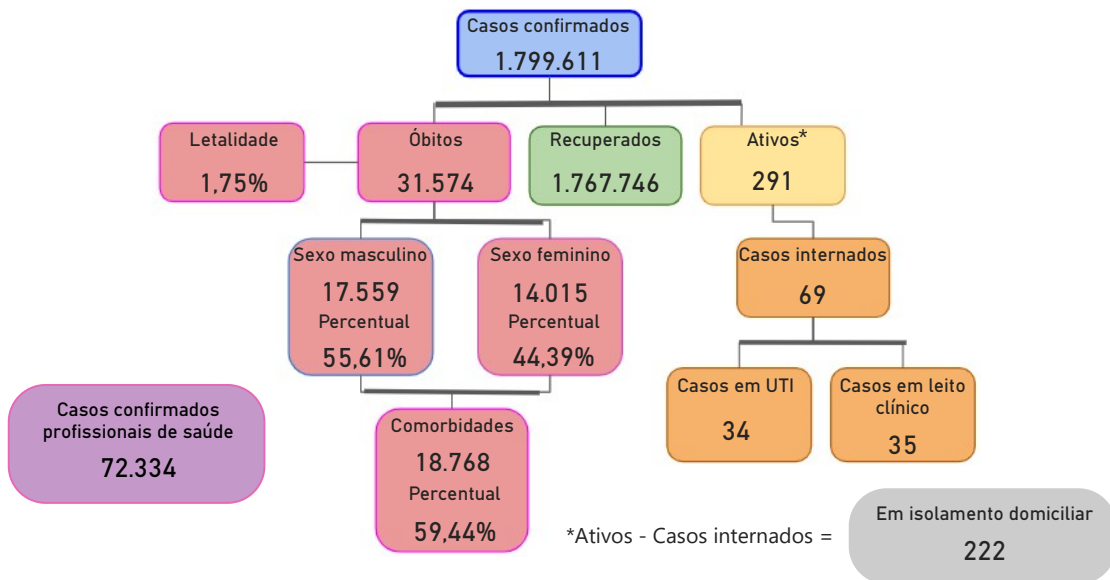 Casos confirmados
1.799.611
Letalidade
1,75%
Óbitos
31.574
Recuperados
1.767.746
Ativos*
291
Sexo masculino
17.559
Percentual
55,61%
Sexo feminino
14.015
Percentual
44,39%
Casos internados
69
Casos em UTI
34
Casos em leito
clínico
35
Casos confirmados
profissionais de saúde
72.334
Comorbidades
18.768
Percentual
59,44%
*Ativos - Casos internados =
Em isolamento domiciliar
222